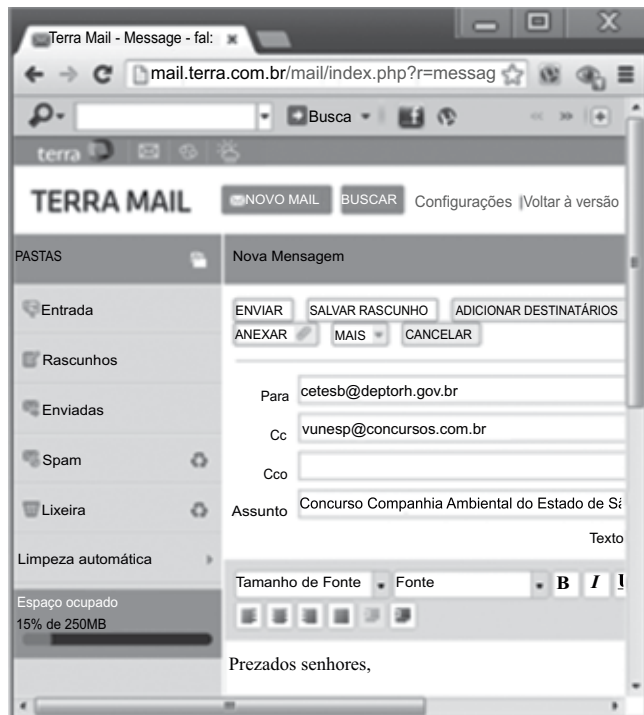 Terra Mail - Message - fal:
mail.terra.com.br/mail/index.php?r=messag
Busca
terra
TERRA MAIL
NOVO MAIL BUSCAR Configurações |Voltar à versão
PASTAS
Nova Mensagem
Entrada
Rascunhos
Enviadas
Spam
Lixeira
Limpeza automática
Espaço ocupado
15% de 250MB
ENVIAR SALVAR RASCUNHO ADICIONAR DESTINATÁRIOS
ANEXAR MAIS CANCELAR
Para cetesb@deptorh.gov.br
Cc vunesp@concursos.com.br
Cco
Assunto Concurso Companhia Ambiental do Estado de Sã
Texto
Tamanho de Fonte Fonte B I U
Prezados senhores,